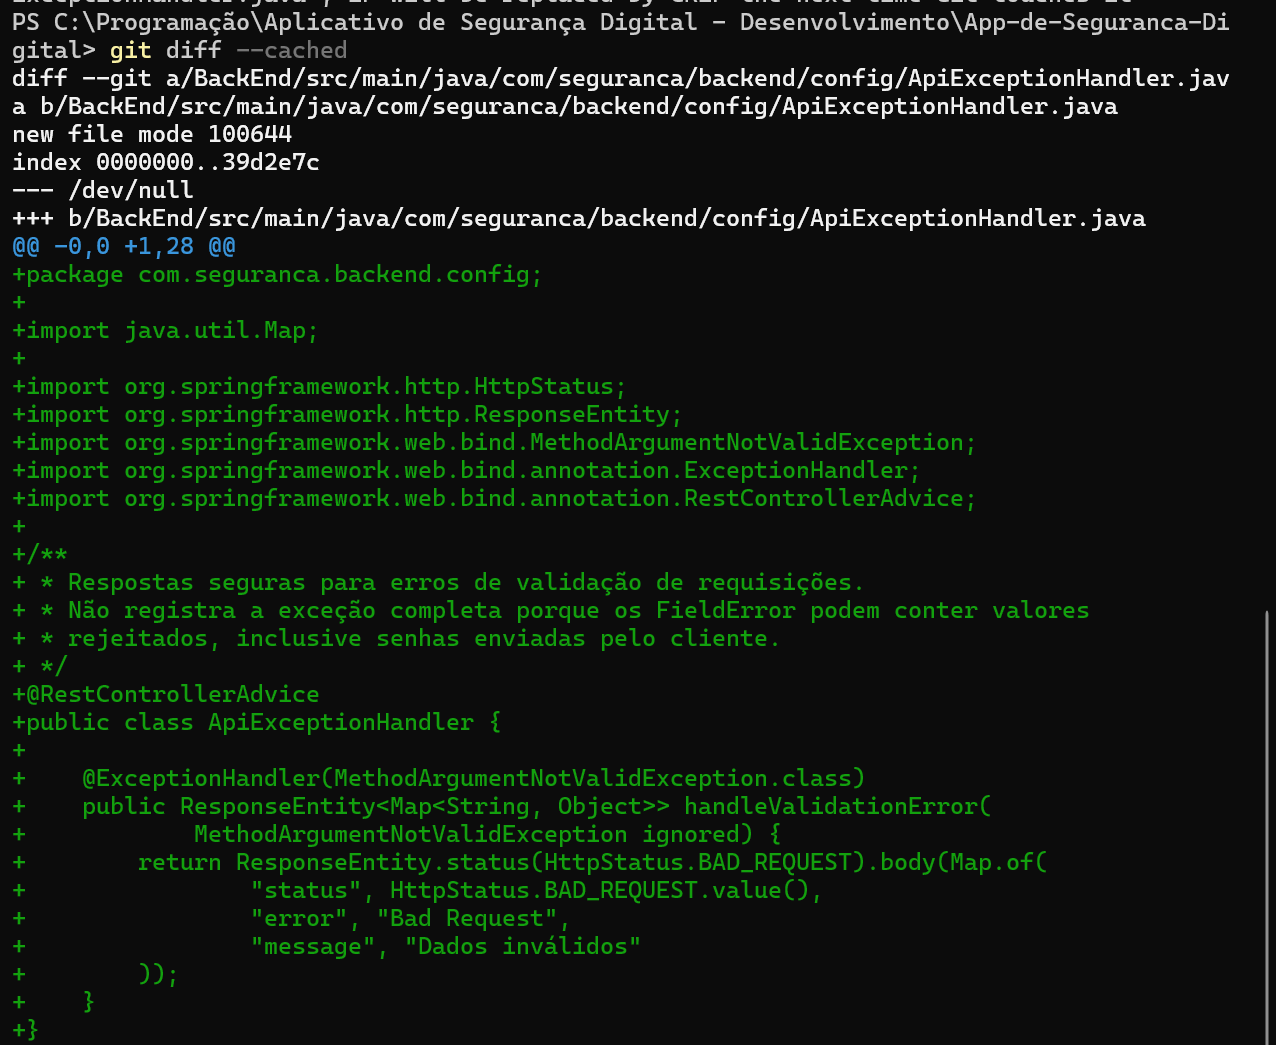 PS C:\Programação\Aplicativo de Segurança Digital - Desenvolvimento\App-de-Seguranca-Di
gital> git diff --cached
diff --git a/BackEnd/src/main/java/com/seguranca/backend/config/ApiExceptionHandler.jav
a b/BackEnd/src/main/java/com/seguranca/backend/config/ApiExceptionHandler.java
new file mode 100644
index 0000000..39d2e7c
--- /dev/null
+++ b/BackEnd/src/main/java/com/seguranca/backend/config/ApiExceptionHandler.java
@@ -0,0 +1,28 @@
+package com.seguranca.backend.config;
+
+import java.util.Map;
+
+import org.springframework.http.HttpStatus;
+import org.springframework.http.ResponseEntity;
+import org.springframework.web.bind.MethodArgumentNotValidException;
+import org.springframework.web.bind.annotation.ExceptionHandler;
+import org.springframework.web.bind.annotation.RestControllerAdvice;
+
+/**
+ * Respostas seguras para erros de validação de requisições.
+ * Não registra a exceção completa porque os FieldError podem conter valores
+ * rejeitados, inclusive senhas enviadas pelo cliente.
+ */
+@RestControllerAdvice
+public class ApiExceptionHandler {
+
+    @ExceptionHandler(MethodArgumentNotValidException.class)
+    public ResponseEntity<Map<String, Object>> handleValidationError(
+            MethodArgumentNotValidException ignored) {
+        return ResponseEntity.status(HttpStatus.BAD_REQUEST).body(Map.of(
+                "status", HttpStatus.BAD_REQUEST.value(),
+                "error", "Bad Request",
+                "message", "Dados inválidos"
+        ));
+    }
+}